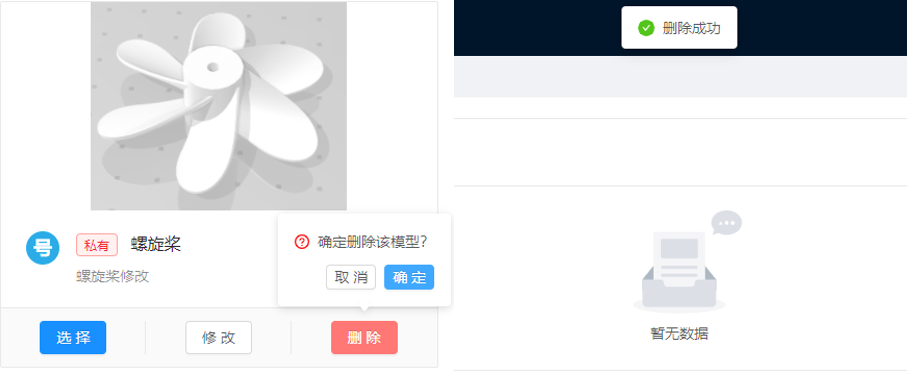 号
私有 螺旋桨
螺旋桨修改
确定删除该模型?
取 消 确 定
选 择 修 改 删 除
删除成功
暂无数据